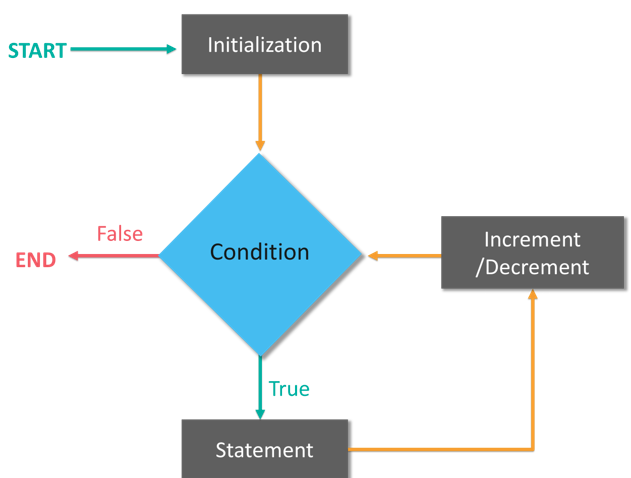 START
Initialization
False
END
Condition
Increment
/Decrement
True
Statement